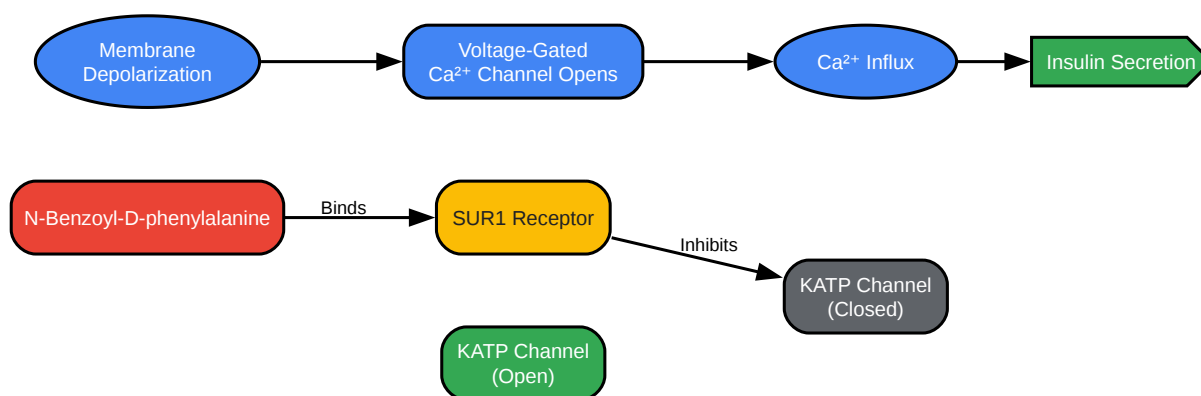 Membrane
Depolarization
Voltage-Gated
Ca²⁺ Channel Opens
Ca²⁺ Influx
Insulin Secretion
N-Benzoyl-D-phenylalanine
Binds
SUR1 Receptor
Inhibits
KATP Channel
(Closed)
KATP Channel
(Open)